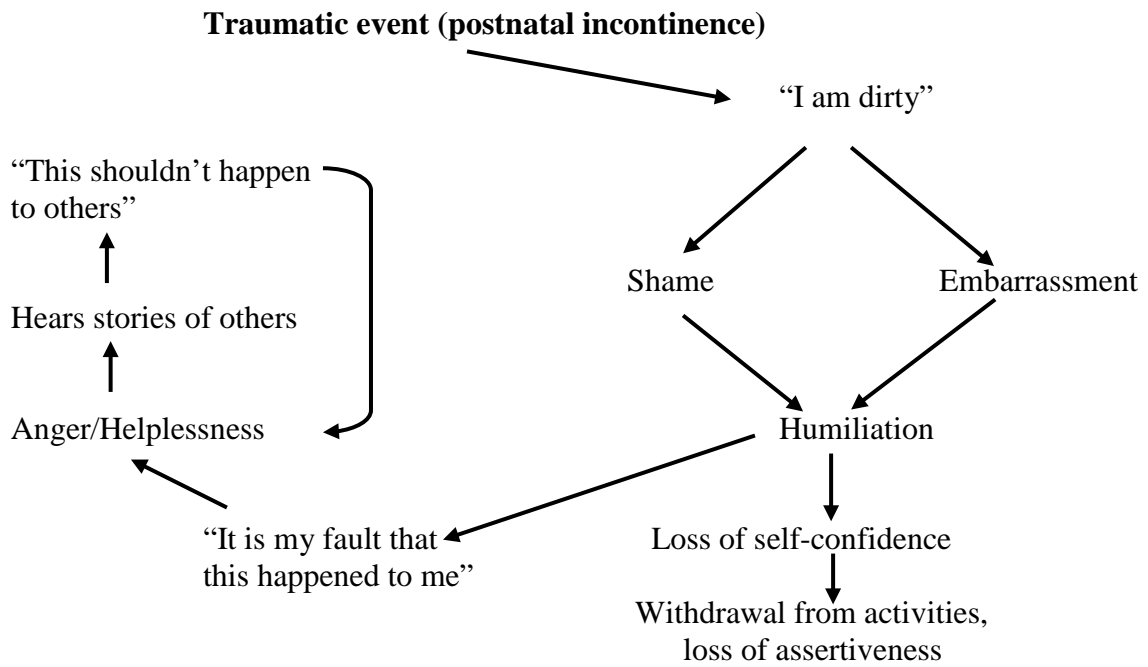 Traumatic event (postnatal incontinence)
“I am dirty”
“This shouldn’t happen
to others”
Shame
Embarrassment
Hears stories of others
Anger/Helplessness
Humiliation
“It is my fault that
this happened to me”
Loss of self-confidence
Withdrawal from activities,
loss of assertiveness